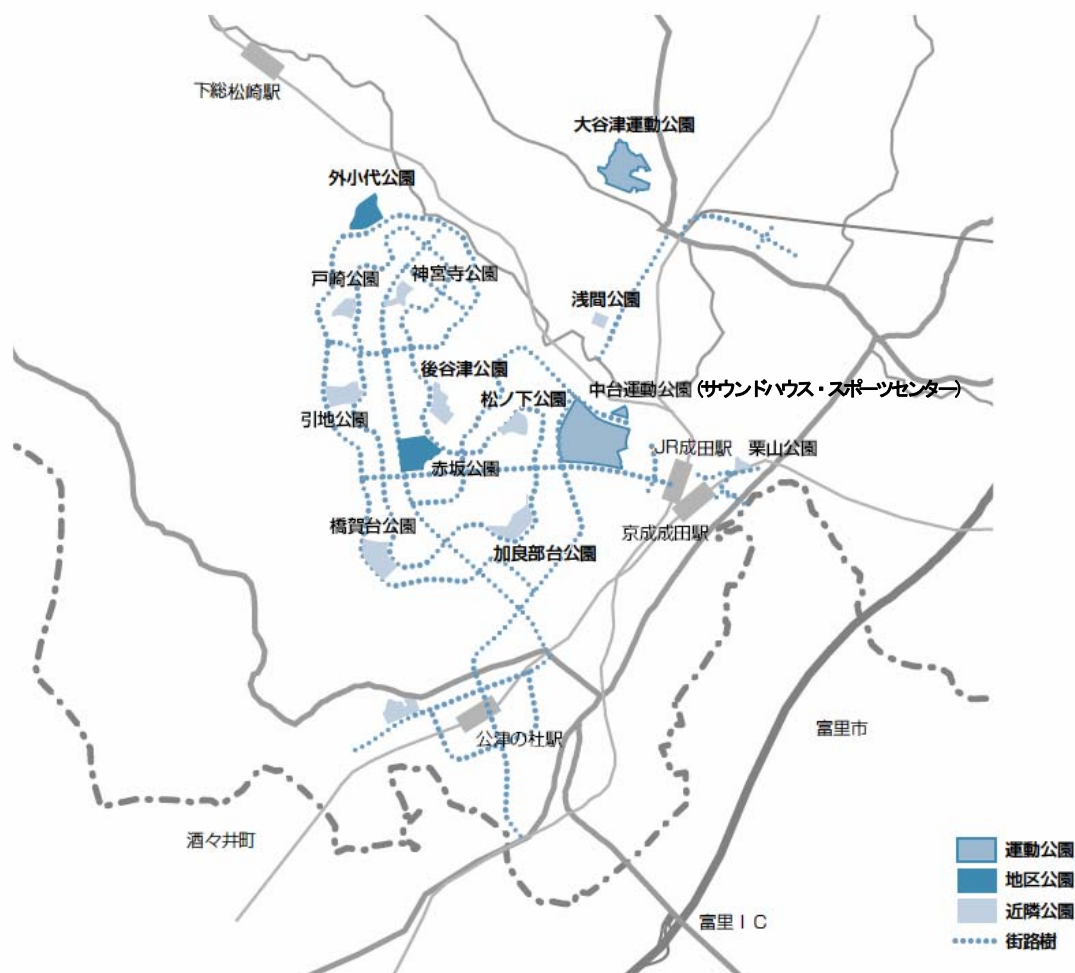 下総松崎駅
大谷津運動公園
外小代公園
戸崎公園
神宮寺公園
浅間公園
後谷津公園
松ノ下公園
中台運動公園(サウンドハウス・スポーツセンター)
引地公園
赤坂公園
JR成田駅
栗山公園
橋賀台公園
京成成田駅
加良部台公園
公津の杜駅
富里市
酒々井町
富里IC
運動公園
地区公園
近隣公園
街路樹